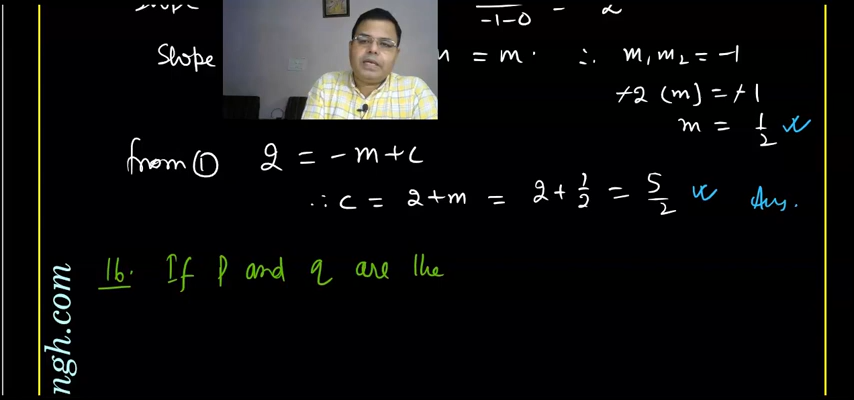 -1-0 = 2
Slope = m. ∴ m₁m₂ = -1
+2 (m) = +1
m = 1/2
from ① 2 = -m+c
∴ c = 2+m = 2+1/2 = 5/2 Ans.
16. If p and q are the
ngh.com